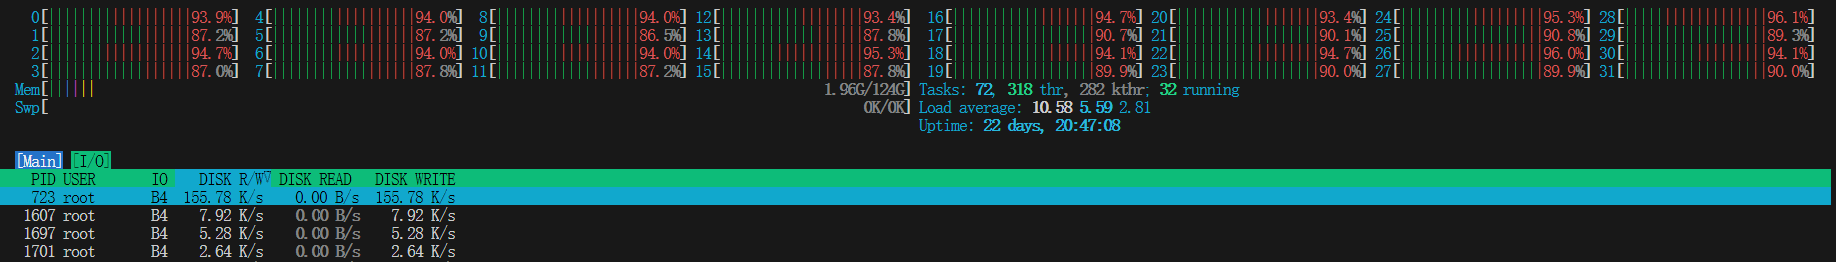 0[93.9%] 4[94.0%] 8[94.0%] 12[93.4%] 16[94.7%] 20[93.4%] 24[95.3%] 28[96.1%]
1[87.2%] 5[87.2%] 9[86.5%] 13[87.8%] 17[90.7%] 21[90.1%] 25[90.8%] 29[89.3%]
2[94.7%] 6[94.0%] 10[94.0%] 14[95.3%] 18[94.1%] 22[94.7%] 26[96.0%] 30[94.1%]
3[87.0%] 7[87.8%] 11[87.2%] 15[87.8%] 19[89.9%] 23[90.0%] 27[89.9%] 31[90.0%]
Mem[||||||1.96G/124G] Tasks: 72, 318 thr, 282 kthr; 32 running
Swp[0K/0K] Load average: 10.58 5.59 2.81
Uptime: 22 days, 20:47:08
[Main] [I/O]
PID USER IO DISK R/W▽ DISK READ DISK WRITE
723 root B4 155.78 K/s 0.00 B/s 155.78 K/s
1607 root B4 7.92 K/s 0.00 B/s 7.92 K/s
1697 root B4 5.28 K/s 0.00 B/s 5.28 K/s
1701 root B4 2.64 K/s 0.00 B/s 2.64 K/s